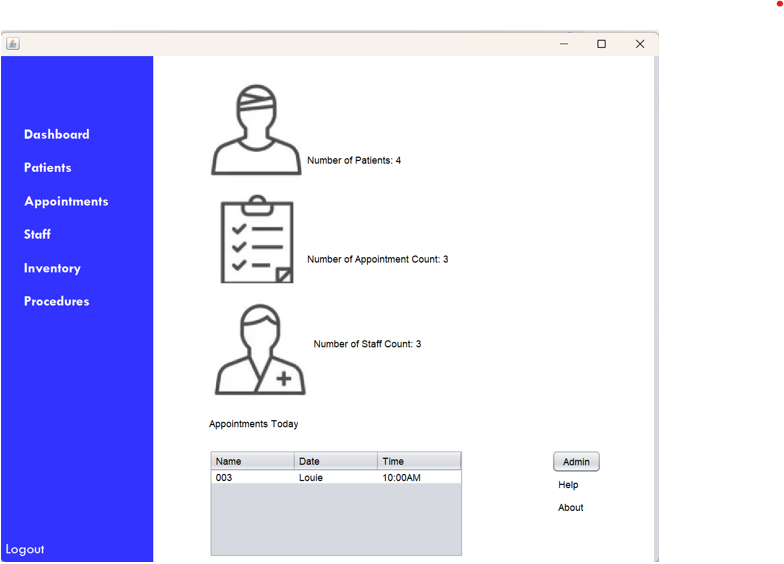 Dashboard
Patients
Appointments
Staff
Inventory
Procedures
Logout
Number of Patients: 4
Number of Appointment Count: 3
Number of Staff Count: 3
Appointments Today
Name Date Time
003 Louie 10:00AM
Admin
Help
About